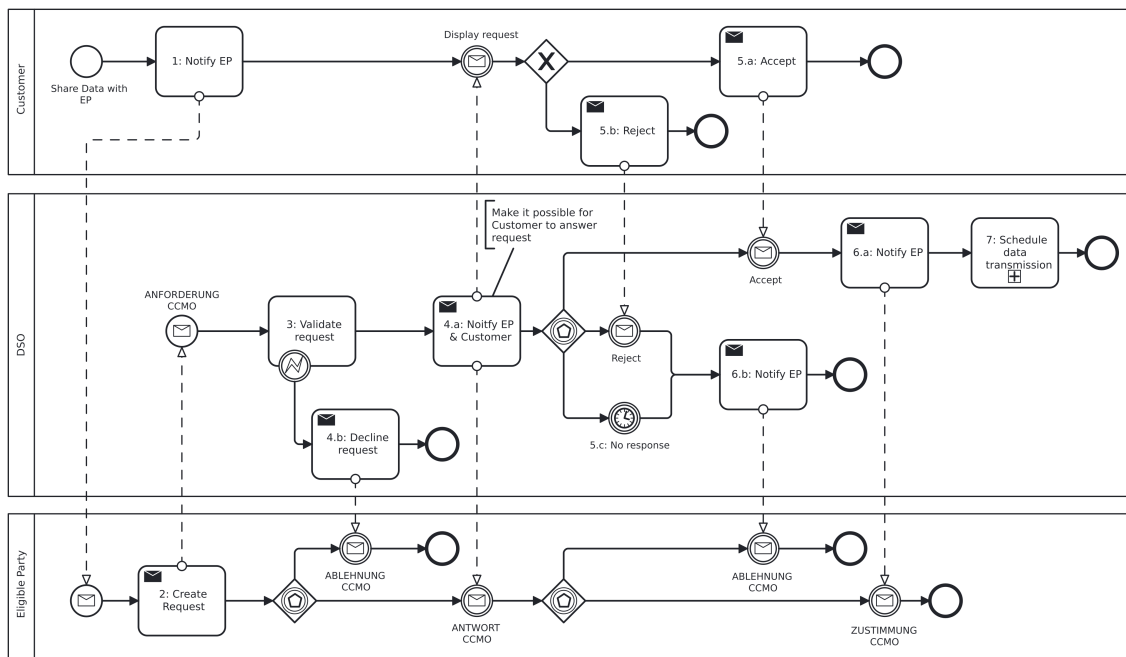 Customer
Share Data with
EP
1: Notify EP
Display request
X
5.a: Accept
5.b: Reject
DSO
ANFORDERUNG
CCMO
3: Validate
request
4.b: Decline
request
Make it possible for
Customer to answer
request
4.a: Noitfy EP
& Customer
Accept
Reject
5.c: No response
6.a: Notify EP
7: Schedule
data
transmission
6.b: Notify EP
Eligible Party
2: Create
Request
ABLEHNUNG
CCMO
ANTWORT
CCMO
ABLEHNUNG
CCMO
ZUSTIMMUNG
CCMO